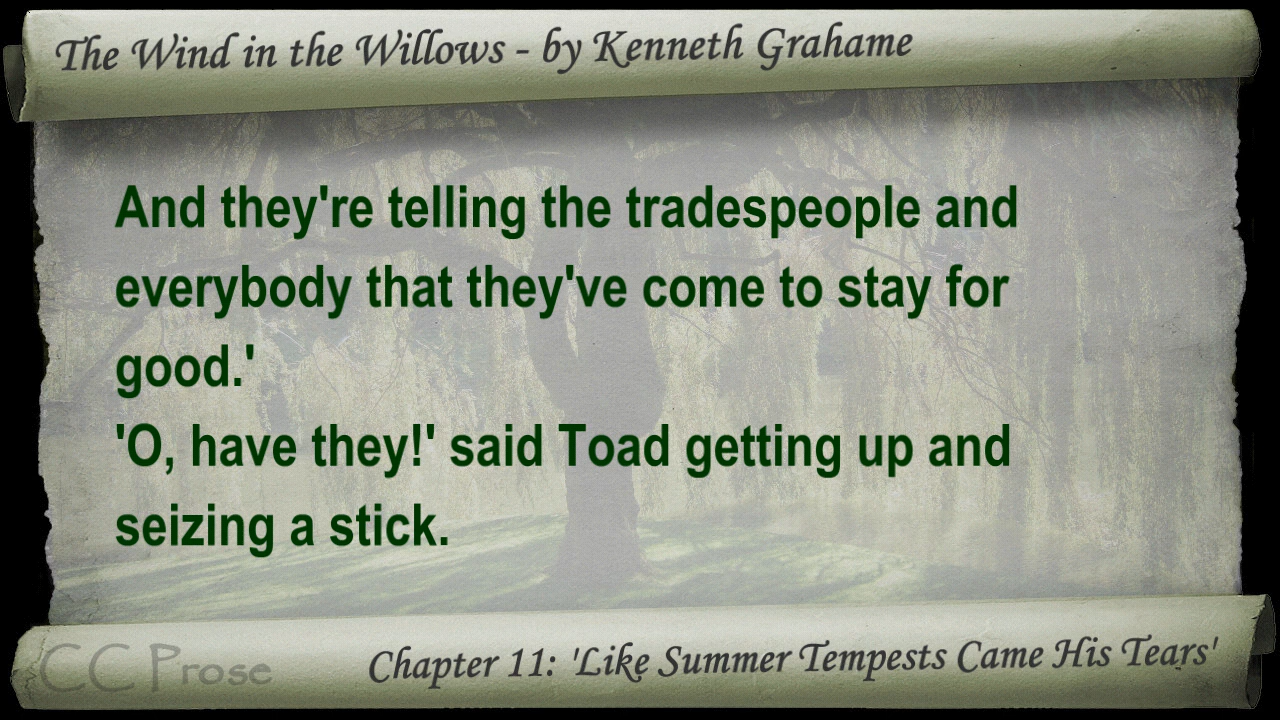 The Wind in the Willows - by Kenneth Grahame
And they're telling the tradespeople and
everybody that they've come to stay for
good.'
'O, have they!' said Toad getting up and
seizing a stick.
CC Prose
Chapter 11: 'Like Summer Tempests Came His Tears'